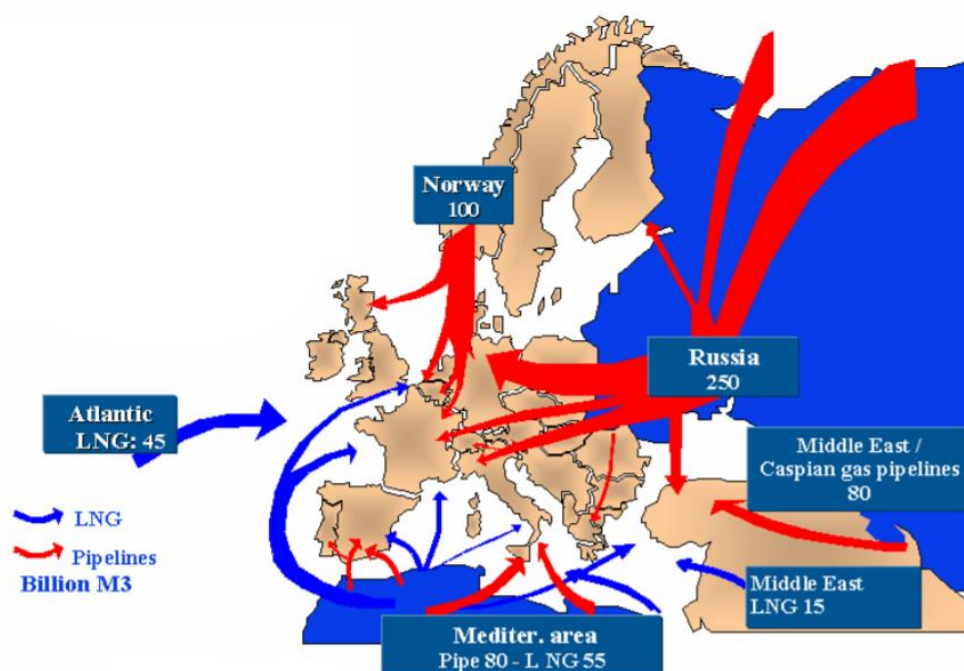 Norway
100
Russia
250
Atlantic
LNG: 45
Middle East /
Caspian gas pipelines
80
LNG
Pipelines
Billion M3
Middle East
LNG 15
Mediter. area
Pipe 80 - L NG 55